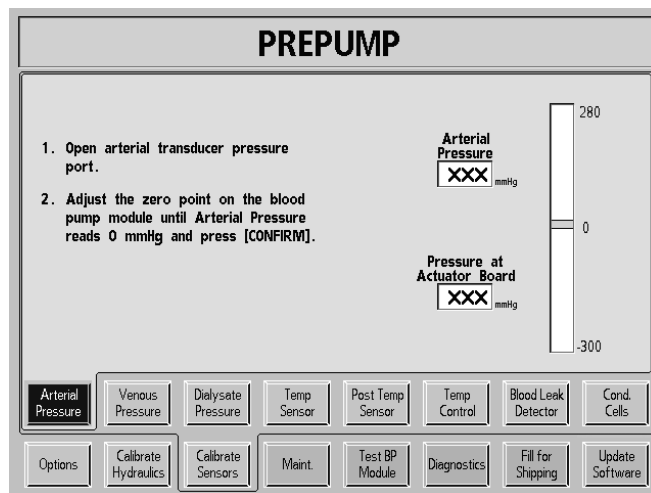 PREPUMP
1. Open arterial transducer pressure
port.
2. Adjust the zero point on the blood
pump module until Arterial Pressure
reads 0 mmHg and press [CONFIRM].
Arterial
Pressure
XXX mmHg
Pressure at
Actuator Board
XXX mmHg
280
0
-300
Arterial
Pressure
Venous
Pressure
Dialysate
Pressure
Temp
Sensor
Post Temp
Sensor
Temp
Control
Blood Leak
Detector
Cond.
Cells
Options
Calibrate
Hydraulics
Calibrate
Sensors
Maint.
Test BP
Module
Diagnostics
Fill for
Shipping
Update
Software